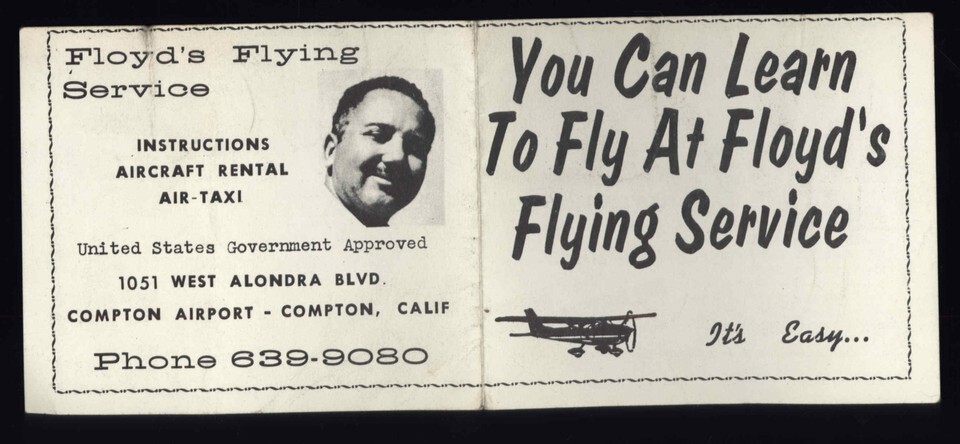 Floyd's Flying
Service
INSTRUCTIONS
AIRCRAFT RENTAL
AIR-TAXI
United States Government Approved
1051 WEST ALONDRA BLVD.
COMPTON AIRPORT - COMPTON, CALIF
Phone 639-9080
You Can Learn
To Fly At Floyd's
Flying Service
It's Easy...